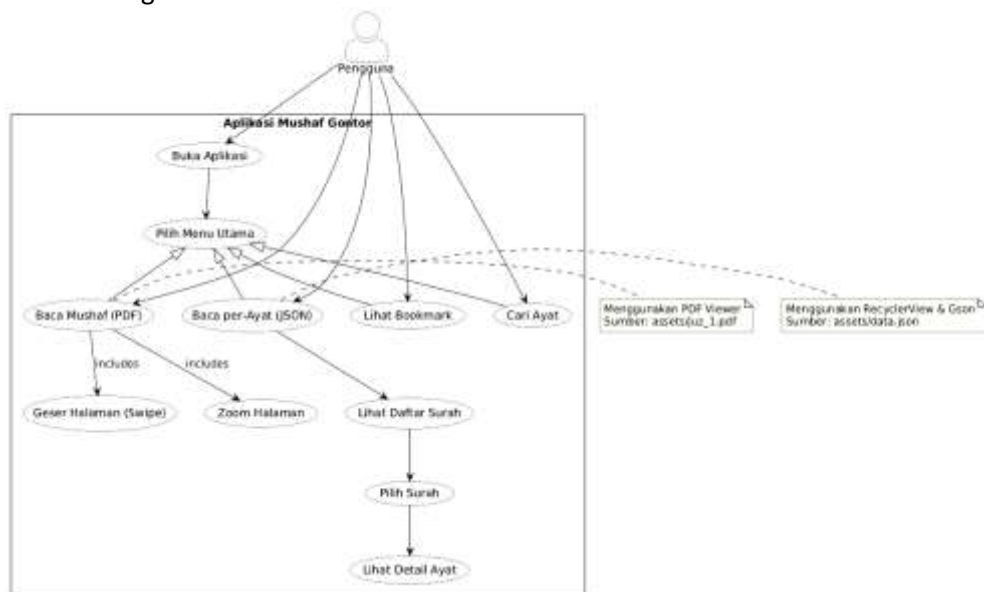 Pengguna
Aplikasi Mushaf Gontor
Buka Aplikasi
Pilih Menu Utama
Baca Mushaf (PDF)
Baca per-Ayat (JSON)
Lihat Bookmark
Cari Ayat
Menggunakan PDF Viewer
Sumber: assets/juz_1.pdf
Menggunakan RecyclerView & Gson
Sumber: assets/data.json
includes
includes
Geser Halaman (Swipe)
Zoom Halaman
Lihat Daftar Surah
Pilih Surah
Lihat Detail Ayat